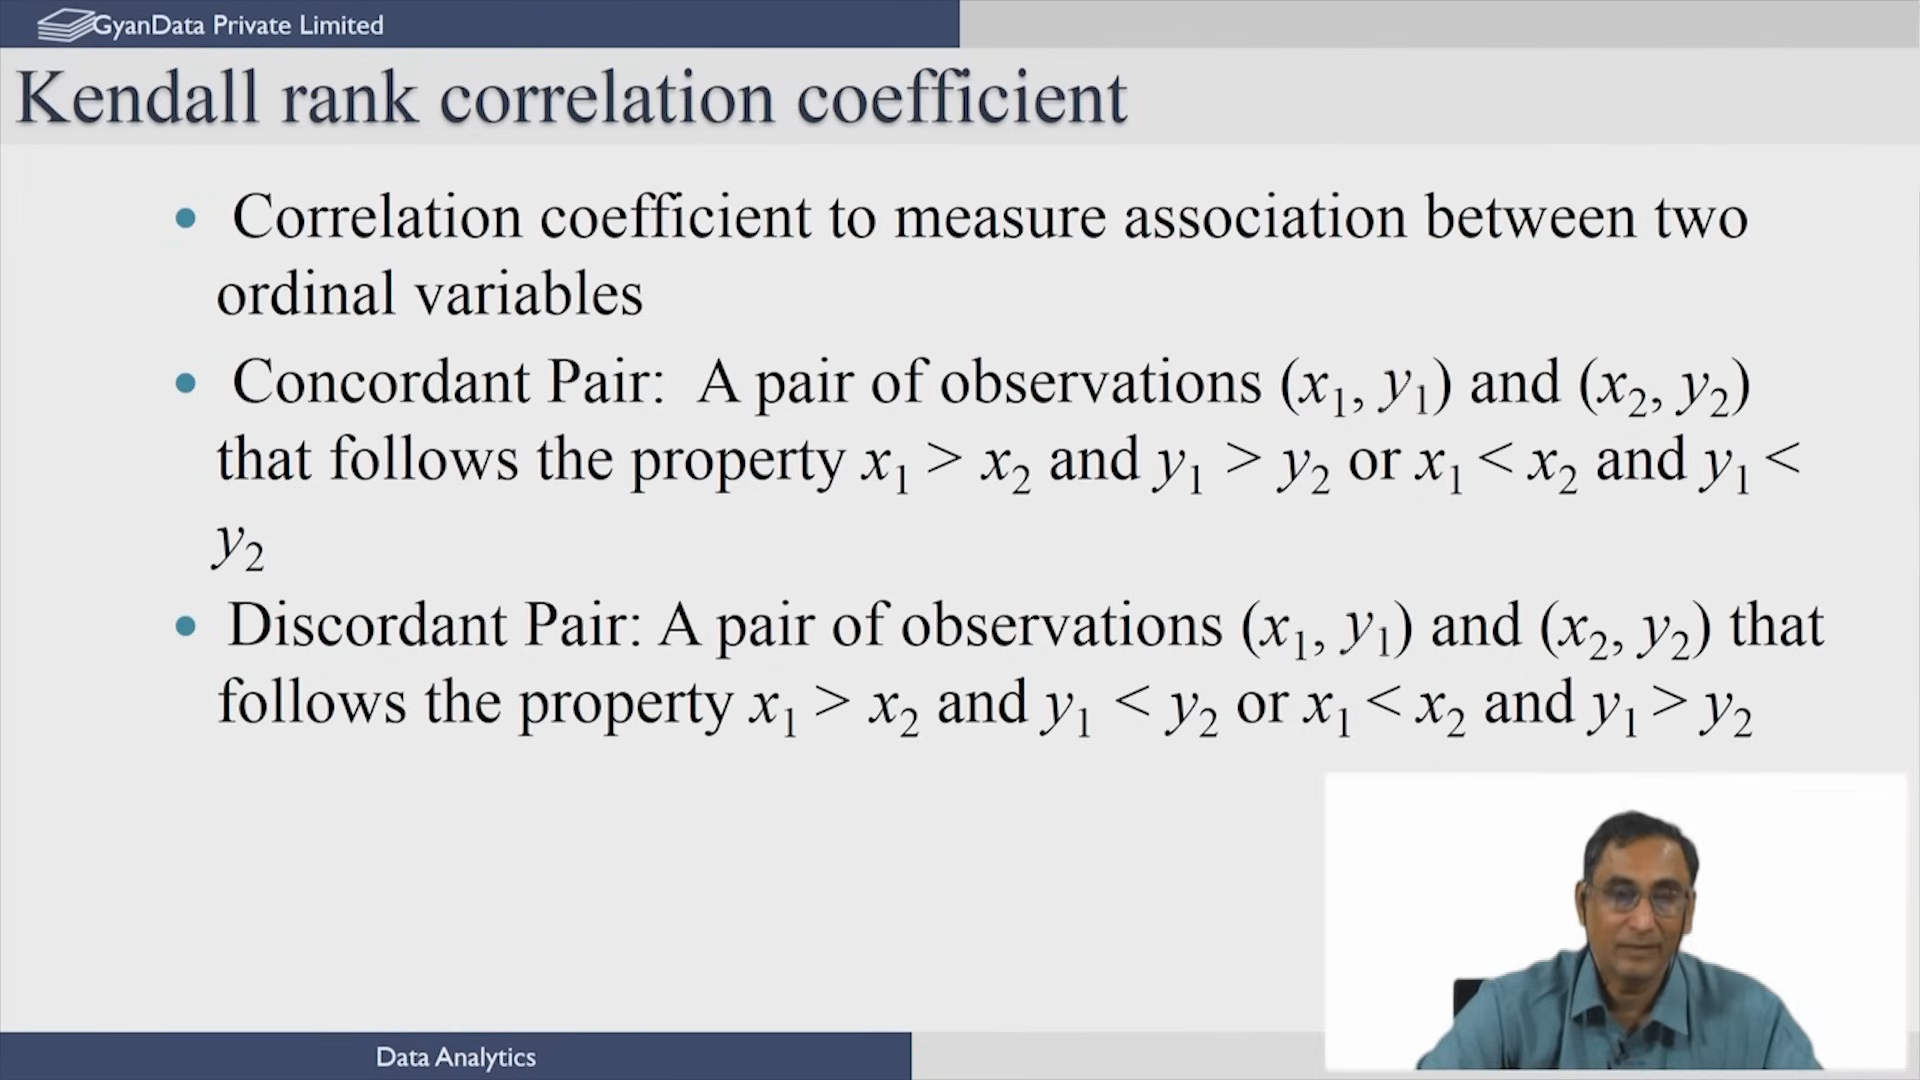 GyanData Private Limited
Kendall rank correlation coefficient
• Correlation coefficient to measure association between two
ordinal variables
• Concordant Pair: A pair of observations (x₁, y₁) and (x₂, y₂)
that follows the property x₁ > x₂ and y₁ > y₂ or x₁ < x₂ and y₁ <
y₂
• Discordant Pair: A pair of observations (x₁, y₁) and (x₂, y₂) that
follows the property x₁ > x₂ and y₁ < y₂ or x₁ < x₂ and y₁ > y₂
Data Analytics